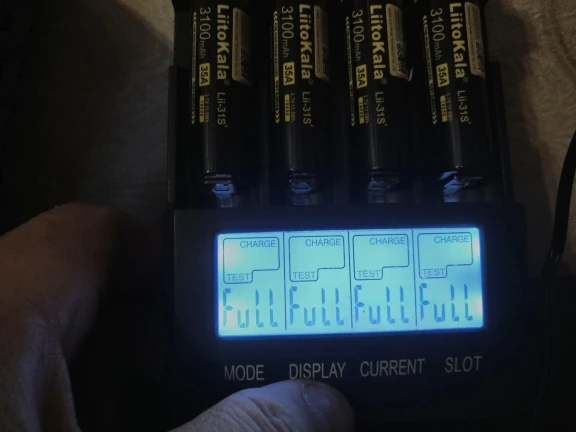 LiitoKala
3100mAh
35A
Lii-31S
LiitoKala
3100mAh
35A
Lii-31S
LiitoKala
3100mAh
35A
Lii-31S
LiitoKala
3100mAh
35A
Lii-31S
CHARGE CHARGE CHARGE CHARGE
TEST TEST TEST TEST
Full Full Full Full
MODE DISPLAY CURRENT SLOT